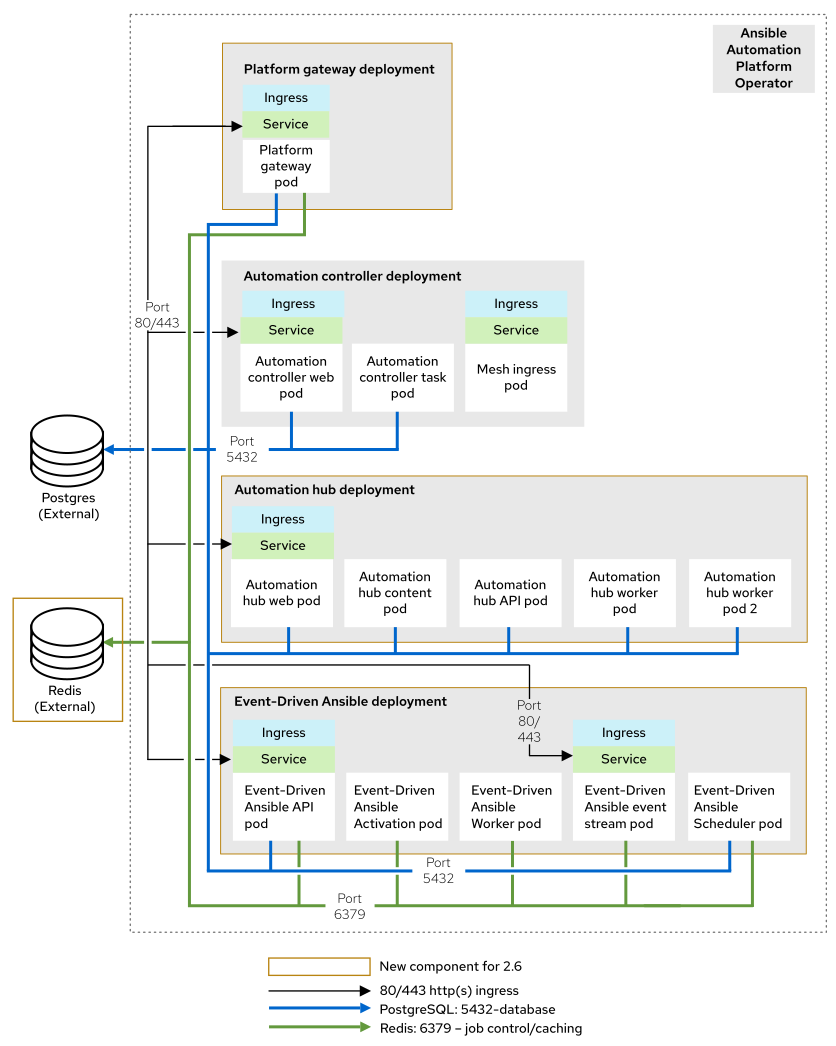 Ansible
Automation
Platform
Operator
Platform gateway deployment
Ingress
Service
Platform
gateway
pod
Automation controller deployment
Ingress
Service
Automation
controller web
pod
Automation
controller task
pod
Ingress
Service
Mesh ingress
pod
Port
80/443
Port
5432
Postgres
(External)
Automation hub deployment
Ingress
Service
Automation
hub web pod
Automation
hub content
pod
Automation
hub API pod
Automation
hub worker
pod
Automation
hub worker
pod 2
Redis
(External)
Event-Driven Ansible deployment
Port
80/
443
Ingress
Service
Event-Driven
Ansible API
pod
Event-Driven
Ansible
Activation pod
Event-Driven
Ansible
Worker pod
Ingress
Service
Event-Driven
Ansible event
stream pod
Event-Driven
Ansible
Scheduler pod
Port
5432
Port
6379
New component for 2.6
80/443 http(s) ingress
PostgreSQL: 5432-database
Redis: 6379 – job control/caching